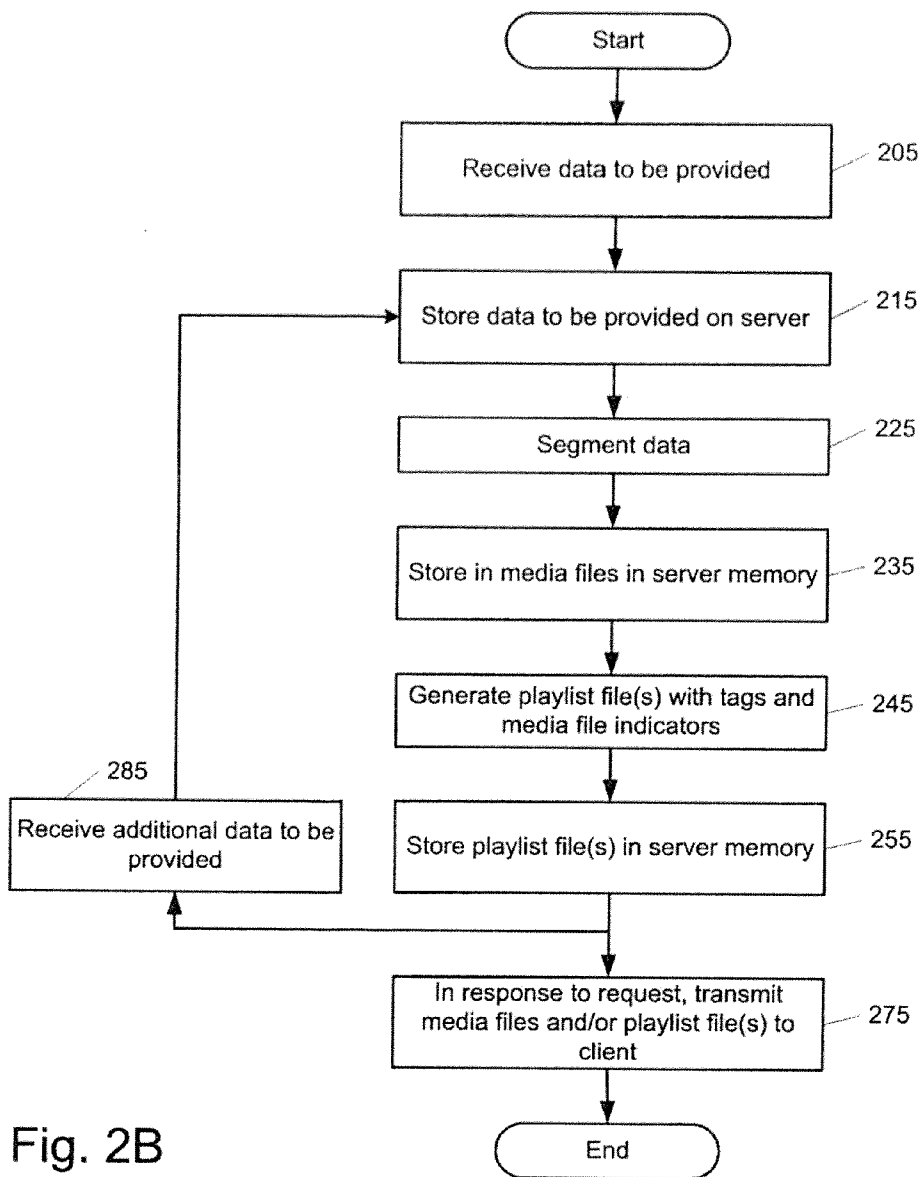 Start
Receive data to be provided
205
Store data to be provided on server
215
Segment data
225
Store in media files in server memory
235
Generate playlist file(s) with tags and
media file indicators
245
285
Receive additional data to be
provided
Store playlist file(s) in server memory
255
In response to request, transmit
media files and/or playlist file(s) to
client
275
End
Fig. 2B